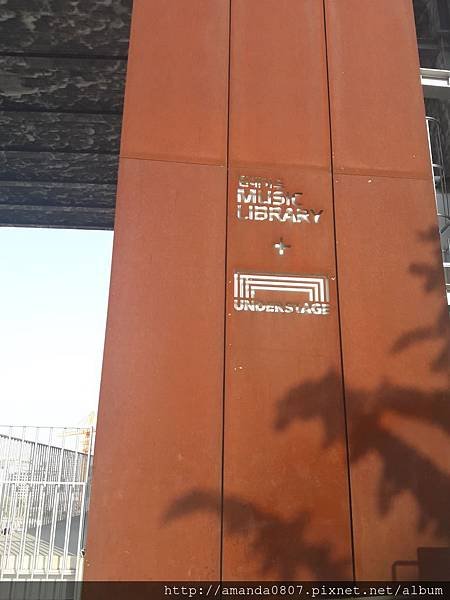 MUSIC
LIBRARY
+
UNDERSTAGE
http://amanda0807.pixnet.net/album